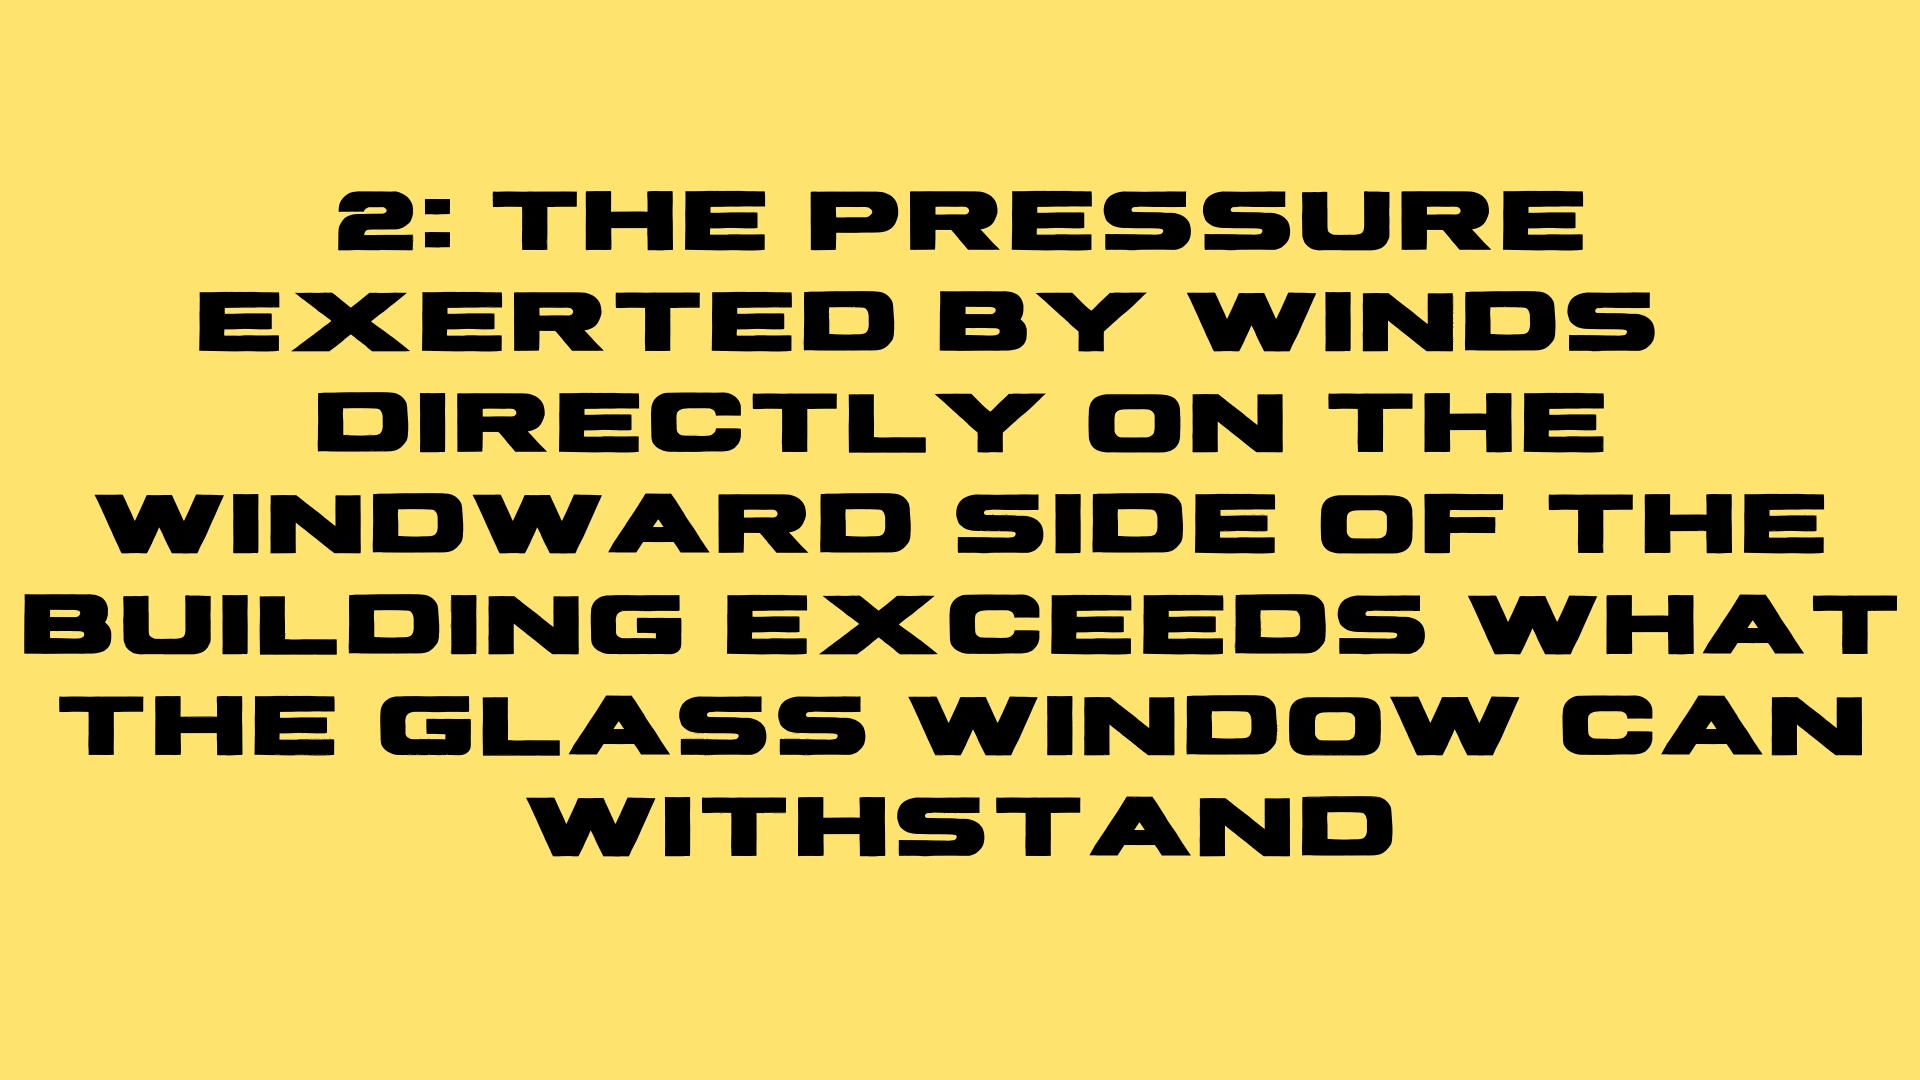 2: THE PRESSURE
EXERTED BY WINDS
DIRECTLY ON THE
WINDWARD SIDE OF THE
BUILDING EXCEEDS WHAT
THE GLASS WINDOW CAN
WITHSTAND